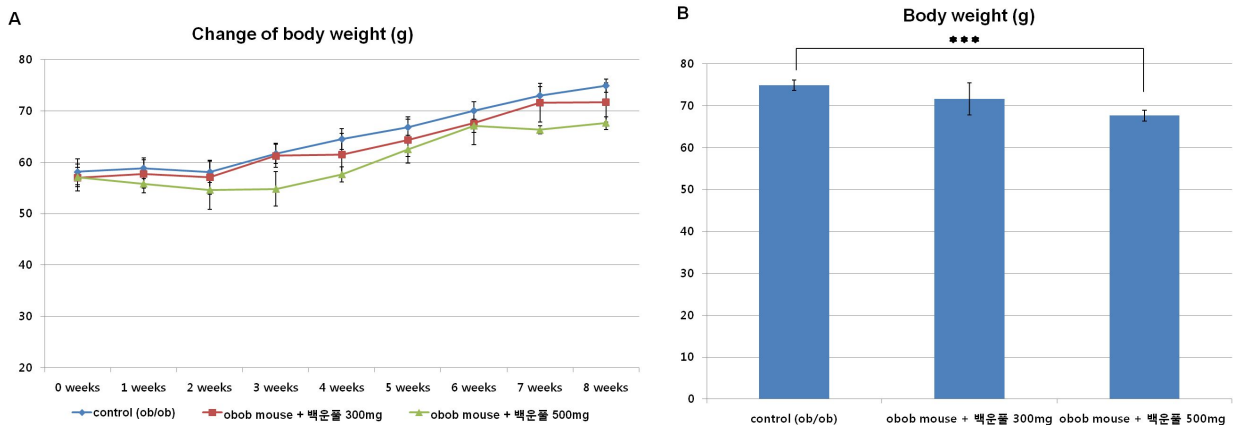 A
Change of body weight (g)
80
70
60
50
40
30
20
0 weeks 1 weeks 2 weeks 3 weeks 4 weeks 5 weeks 6 weeks 7 weeks 8 weeks
control (ob/ob) obob mouse + 백운풀 300mg obob mouse + 백운풀 500mg
B
Body weight (g)
***
80
70
60
50
40
30
20
10
0
control (ob/ob) obob mouse + 백운풀 300mg obob mouse + 백운풀 500mg